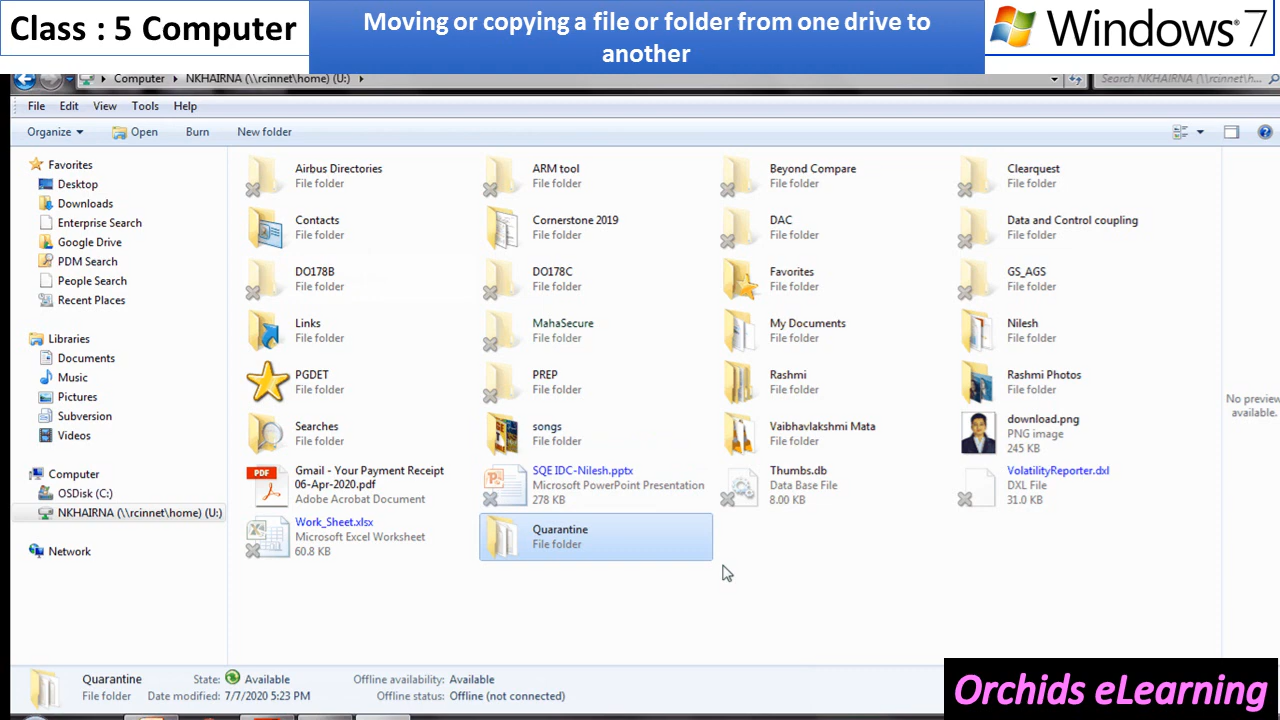 Class : 5 Computer
Moving or copying a file or folder from one drive to
another
Windows® 7
Computer ▸ NKHAIRNA (\\rcinnet\home) (U:) ▸
Search NKHAIRNA (\\rcinnet\h...
File Edit View Tools Help
Organize Open Burn New folder
Favorites
Desktop
Downloads
Enterprise Search
Google Drive
PDM Search
People Search
Recent Places
Libraries
Documents
Music
Pictures
Subversion
Videos
Computer
OSDisk (C:)
NKHAIRNA (\\rcinnet\home) (U:)
Network
Airbus Directories
File folder
ARM tool
File folder
Beyond Compare
File folder
Clearquest
File folder
Contacts
File folder
Cornerstone 2019
File folder
DAC
File folder
Data and Control coupling
File folder
DO178B
File folder
DO178C
File folder
Favorites
File folder
GS_AGS
File folder
Links
File folder
MahaSecure
File folder
My Documents
File folder
Nilesh
File folder
PGDET
File folder
PREP
File folder
Rashmi
File folder
Rashmi Photos
File folder
Searches
File folder
songs
File folder
Vaibhavlakshmi Mata
File folder
download.png
PNG image
245 KB
PDF
Gmail - Your Payment Receipt
06-Apr-2020.pdf
Adobe Acrobat Document
SQE IDC-Nilesh.pptx
Microsoft PowerPoint Presentation
278 KB
Thumbs.db
Data Base File
8.00 KB
VolatilityReporter.dxl
DXL File
31.0 KB
Work_Sheet.xlsx
Microsoft Excel Worksheet
60.8 KB
Quarantine
File folder
No preview
available.
Quarantine State: Available Offline availability: Available
File folder Date modified: 7/7/2020 5:23 PM Offline status: Offline (not connected)
Orchids eLearning